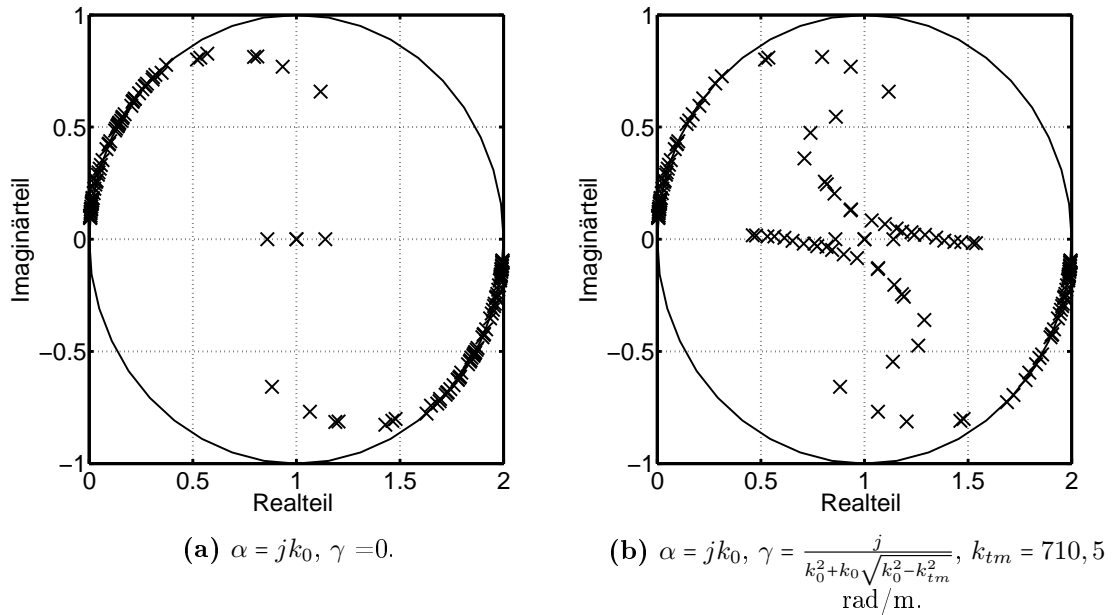 1
0.5
0
−0.5
−1
Imaginärteil
0 0.5 1 1.5 2
Realteil
(a) α = jk₀, γ =0.
1
0.5
0
−0.5
−1
Imaginärteil
0 0.5 1 1.5 2
Realteil
(b) α = jk₀, γ = j / (k₀²+k₀√(k₀²−kₜₘ²)), kₜₘ = 710, 5
rad/m.